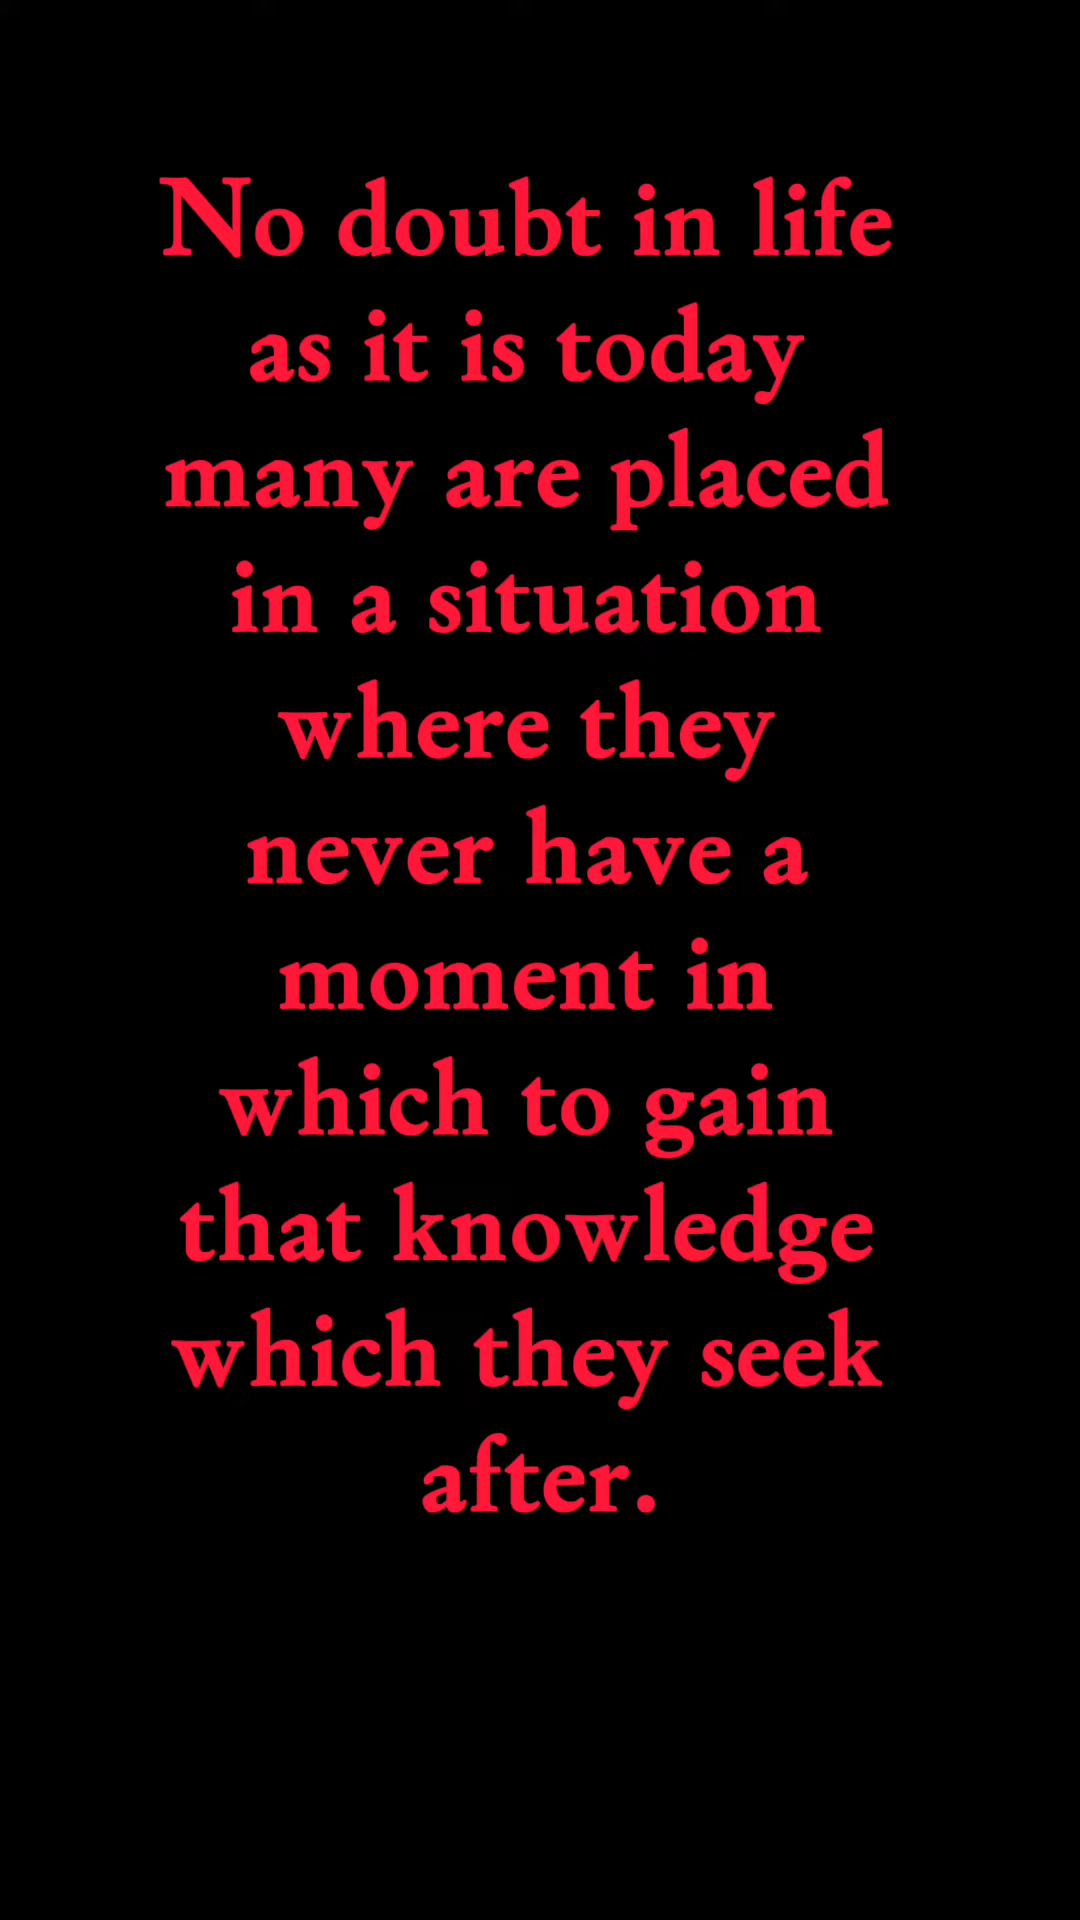 No doubt in life
as it is today
many are placed
in a situation
where they
never have a
moment in
which to gain
that knowledge
which they seek
after.